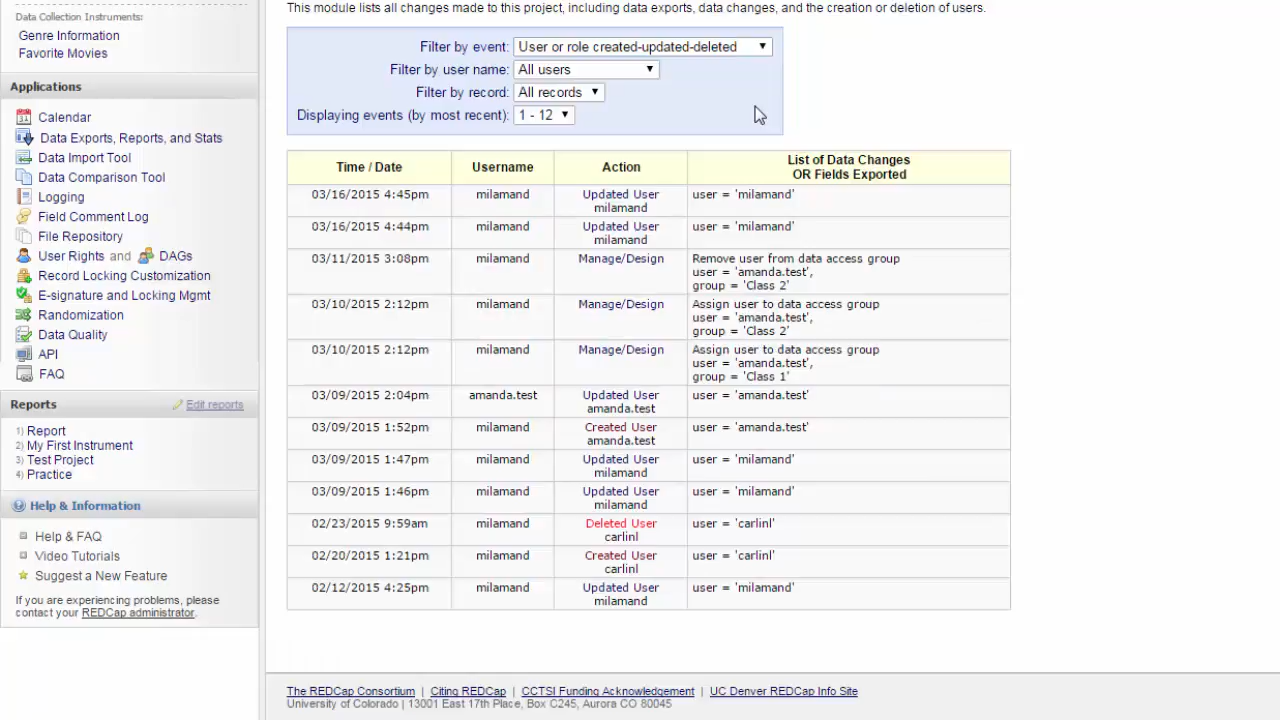 This module lists all changes made to this project, including data exports, data changes, and the creation or deletion of users.
Data Collection Instruments:
Genre Information
Favorite Movies
Applications
Calendar
Data Exports, Reports, and Stats
Data Import Tool
Data Comparison Tool
Logging
Field Comment Log
File Repository
User Rights and DAGs
Record Locking Customization
E-signature and Locking Mgmt
Randomization
Data Quality
API
FAQ
Reports Edit reports
1) Report
2) My First Instrument
3) Test Project
4) Practice
Help & Information
Help & FAQ
Video Tutorials
Suggest a New Feature
If you are experiencing problems, please
contact your REDCap administrator.
Filter by event: User or role created-updated-deleted
Filter by user name: All users
Filter by record: All records
Displaying events (by most recent): 1 - 12
Time / Date Username Action List of Data Changes
OR Fields Exported
03/16/2015 4:45pm milamand Updated User user = 'milamand'
milamand
03/16/2015 4:44pm milamand Updated User user = 'milamand'
milamand
03/11/2015 3:08pm milamand Manage/Design Remove user from data access group
user = 'amanda.test',
group = 'Class 2'
03/10/2015 2:12pm milamand Manage/Design Assign user to data access group
user = 'amanda.test',
group = 'Class 2'
03/10/2015 2:12pm milamand Manage/Design Assign user to data access group
user = 'amanda.test',
group = 'Class 1'
03/09/2015 2:04pm amanda.test Updated User user = 'amanda.test'
amanda.test
03/09/2015 1:52pm milamand Created User user = 'amanda.test'
amanda.test
03/09/2015 1:47pm milamand Updated User user = 'milamand'
milamand
03/09/2015 1:46pm milamand Updated User user = 'milamand'
milamand
02/23/2015 9:59am milamand Deleted User user = 'carlinl'
carlinl
02/20/2015 1:21pm milamand Created User user = 'carlinl'
carlinl
02/12/2015 4:25pm milamand Updated User user = 'milamand'
milamand
The REDCap Consortium | Citing REDCap | CCTSI Funding Acknowledgement | UC Denver REDCap Info Site
University of Colorado | 13001 East 17th Place, Box C245, Aurora CO 80045